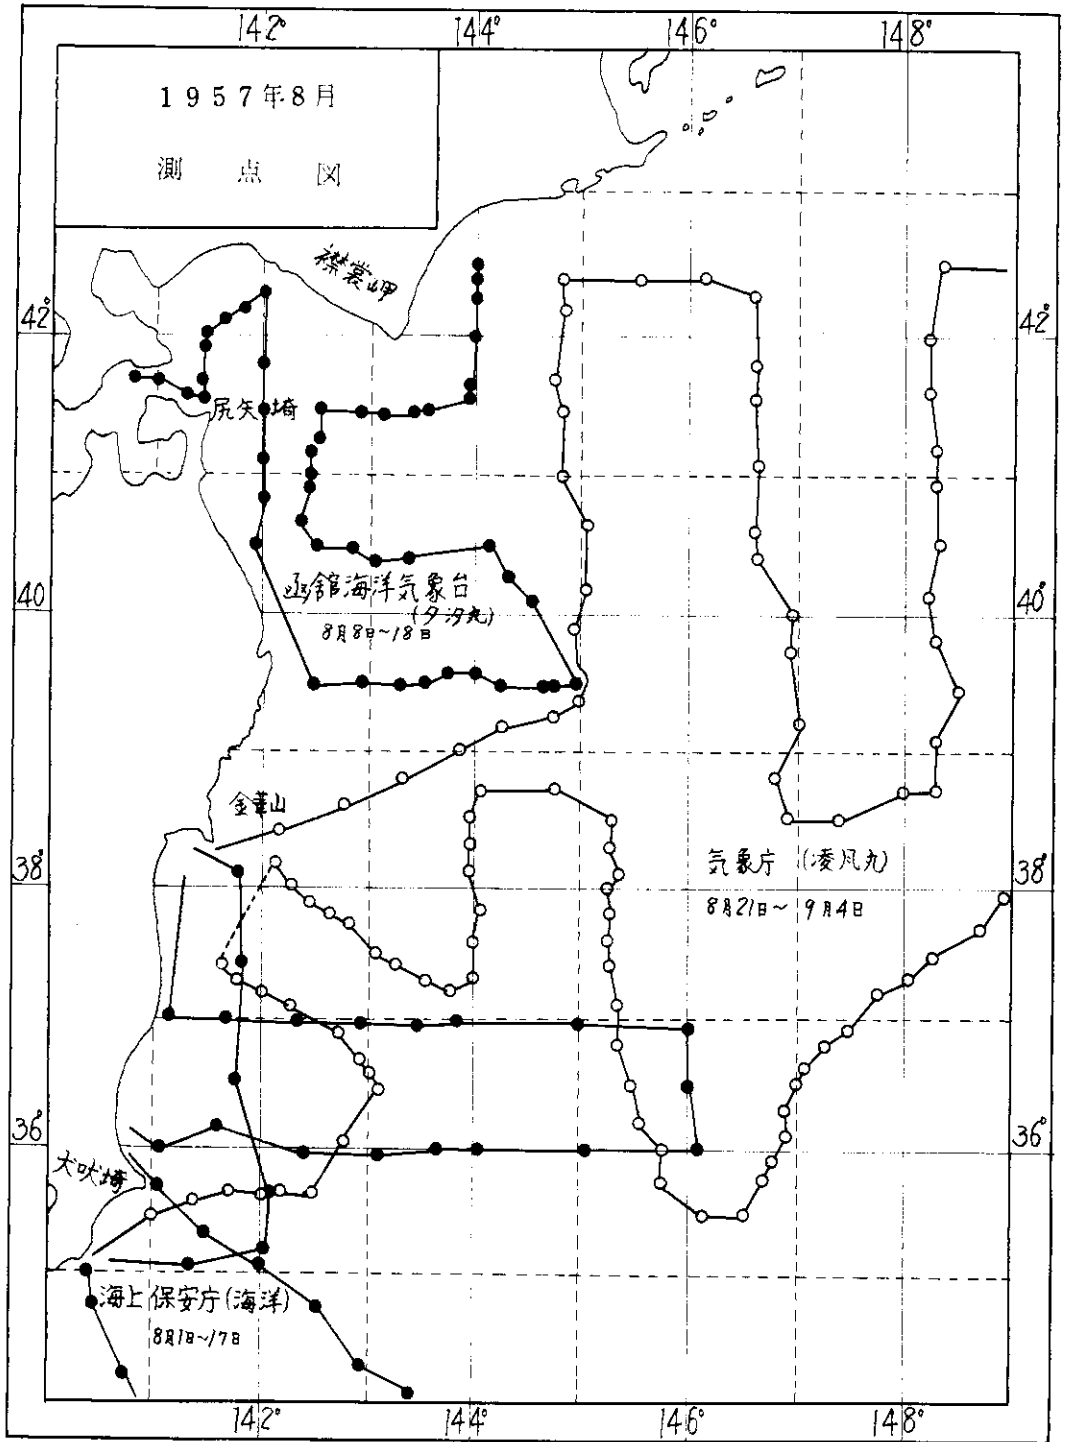 142° 144° 146° 148°
1957年8月
測 点 図
襟裳岬
42° 42°
尻矢埼
函舘海洋気象台
(夕汐丸)
8月8日~18日
40 40°
金華山
気象庁 (凌風丸)
8月21日~9月4日
38° 38°
36° 36°
犬吠埼
海上保安庁(海洋)
8月1日~17日
142° 144° 146° 148°